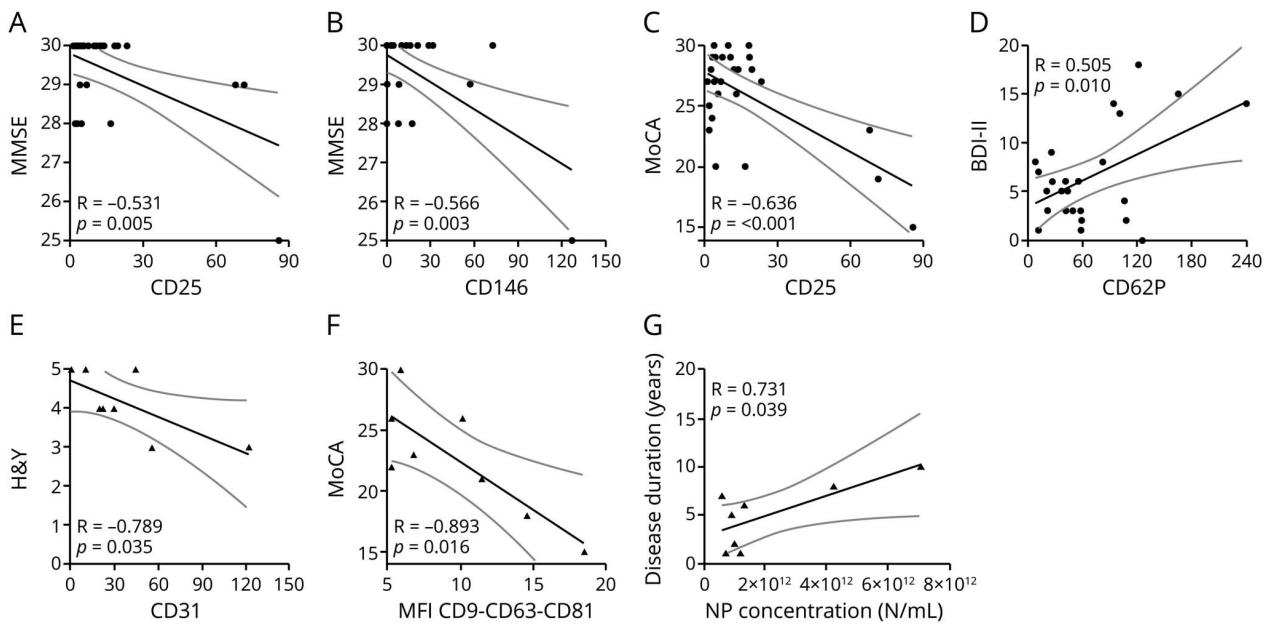 A
MMSE
30
29
28
27
26
25
R = –0.531
p = 0.005
0 30 60 90
CD25
B
MMSE
30
29
28
27
26
25
R = –0.566
p = 0.003
0 30 60 90 120 150
CD146
C
MoCA
30
25
20
15
R = –0.636
p = <0.001
0 30 60 90
CD25
D
BDI-II
20
15
10
5
0
R = 0.505
p = 0.010
0 60 120 180 240
CD62P
E
H&Y
5
4
3
2
1
0
R = –0.789
p = 0.035
0 30 60 90 120 150
CD31
F
MoCA
30
25
20
15
R = –0.893
p = 0.016
5 10 15 20
MFI CD9-CD63-CD81
G
Disease duration (years)
20
15
10
5
0
R = 0.731
p = 0.039
0 2×10¹² 4×10¹² 6×10¹² 8×10¹²
NP concentration (N/mL)